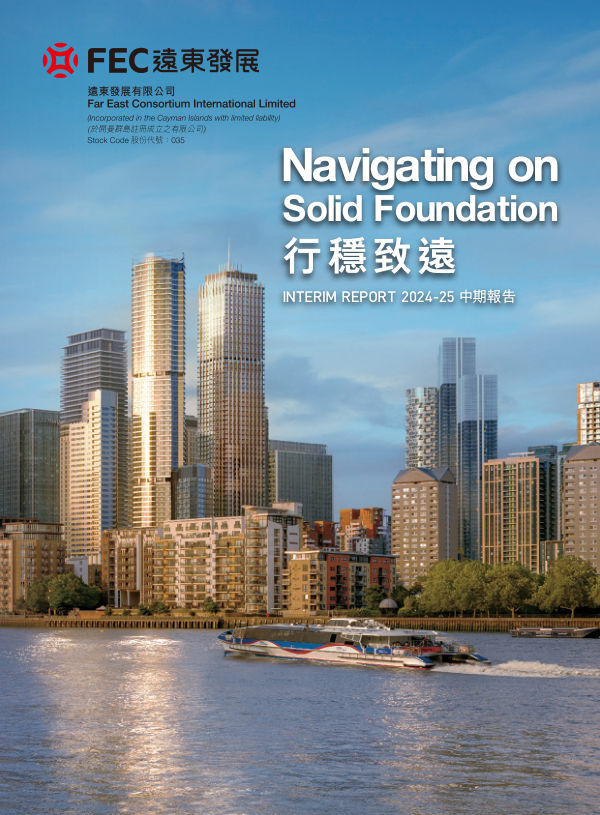 FEC遠東發展
遠東發展有限公司
Far East Consortium International Limited
(Incorporated in the Cayman Islands with limited liability)
(於開曼群島註冊成立之有限公司)
Stock Code 股份代號：035
Navigating on
Solid Foundation
行穩致遠
INTERIM REPORT 2024-25 中期報告